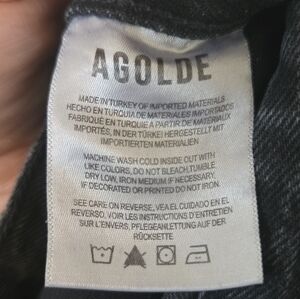 AGOLDE
MADE IN TURKEY OF IMPORTED MATERIALS
HECHO EN TURQUIA DE MATERIALES IMPORTADOS
FABRIQUÉ EN TURQUIE À PARTIR DE MATERIAUX
IMPORTÉS, IN DER TÜRKEI HERGESTELLT MIT
IMPORTIERTEN MATERIALIEN
MACHINE WASH COLD INSIDE OUT WITH
LIKE COLORS, DO NOT BLEACH,TUMBLE
DRY LOW, IRON MEDIUM IF NECESSARY.
IF DECORATED OR PRINTED DO NOT IRON.
SEE CARE ON REVERSE, VEA EL CUIDADO EN EL
REVERSO, VOIR LES INSTRUCTIONS D'ENTRETIEN
SUR L'ENVERS, PFLEGEANLEITUNG AUF DER
RÜCKSETTE